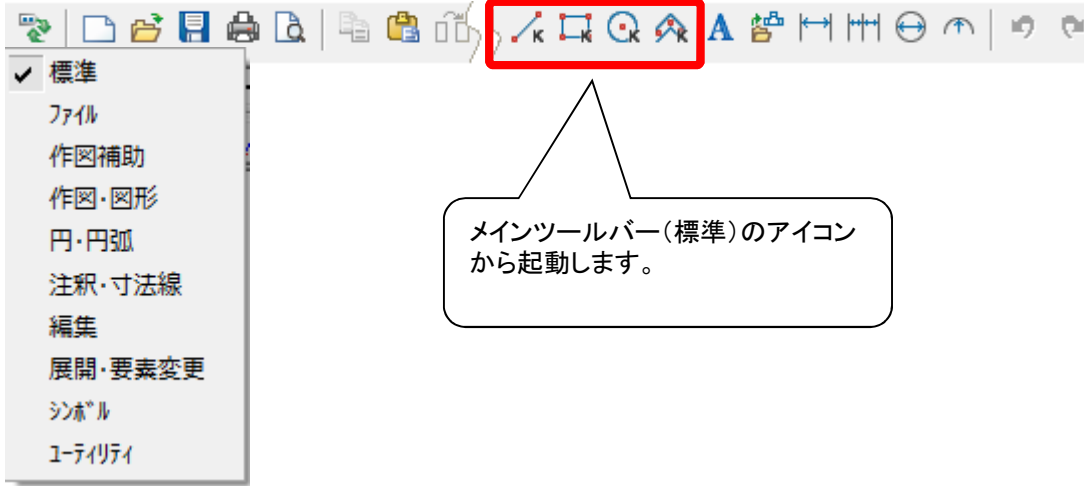 K K K K A
標準
ﾌｧｲﾙ
作図補助
作図･図形
円･円弧
注釈･寸法線
編集
展開･要素変更
ｼﾝﾎﾞﾙ
ﾕｰﾃｨﾘﾃｨ
メインツールバー(標準)のアイコン
から起動します。